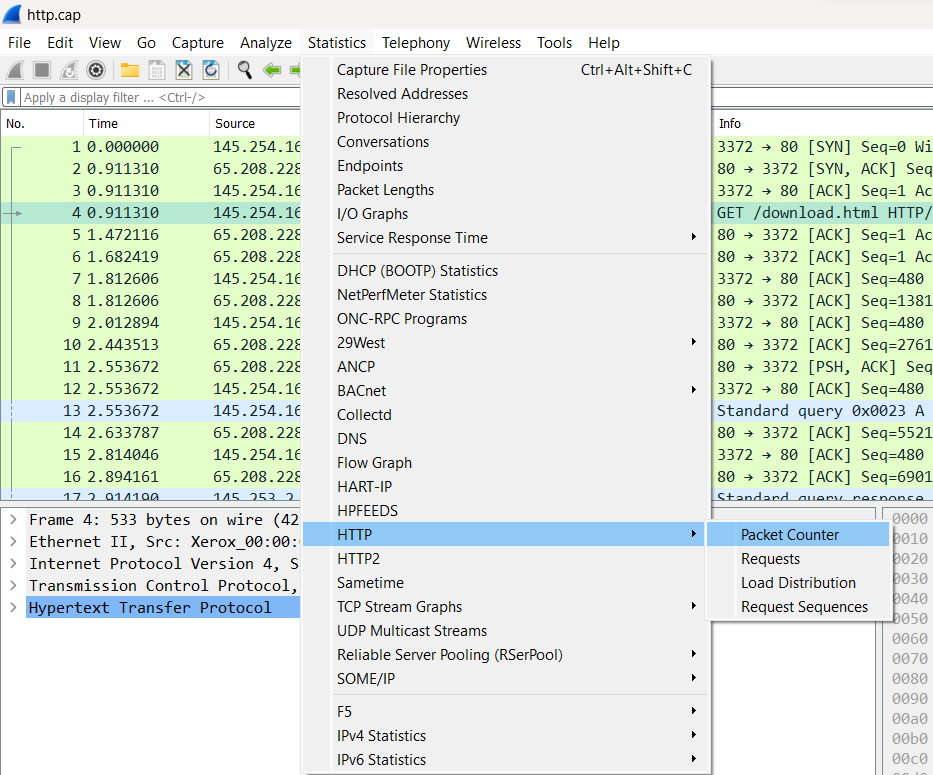 http.cap
File Edit View Go Capture Analyze Statistics Telephony Wireless Tools Help
Apply a display filter ... <Ctrl-/>
No. Time Source Info
1 0.000000 145.254.16 3372 → 80 [SYN] Seq=0 Wi
2 0.911310 65.208.228 80 → 3372 [SYN, ACK] Seq
3 0.911310 145.254.16 3372 → 80 [ACK] Seq=1 Ac
4 0.911310 145.254.16 GET /download.html HTTP/
5 1.472116 65.208.228 80 → 3372 [ACK] Seq=1 Ac
6 1.682419 65.208.228 80 → 3372 [ACK] Seq=1 Ac
7 1.812606 145.254.16 3372 → 80 [ACK] Seq=480
8 1.812606 65.208.228 80 → 3372 [ACK] Seq=1381
9 2.012894 145.254.16 3372 → 80 [ACK] Seq=480
10 2.443513 65.208.228 80 → 3372 [ACK] Seq=2761
11 2.553672 65.208.228 80 → 3372 [PSH, ACK] Seq
12 2.553672 145.254.16 3372 → 80 [ACK] Seq=480
13 2.553672 145.254.16 Standard query 0x0023 A
14 2.633787 65.208.228 80 → 3372 [ACK] Seq=5521
15 2.814046 145.254.16 3372 → 80 [ACK] Seq=480
16 2.894161 65.208.228 80 → 3372 [ACK] Seq=6901
17 2.914190 145.253.2 Standard query response
Capture File Properties Ctrl+Alt+Shift+C
Resolved Addresses
Protocol Hierarchy
Conversations
Endpoints
Packet Lengths
I/O Graphs
Service Response Time
DHCP (BOOTP) Statistics
NetPerfMeter Statistics
ONC-RPC Programs
29West
ANCP
BACnet
Collectd
DNS
Flow Graph
HART-IP
HPFEEDS
HTTP
HTTP2
Sametime
TCP Stream Graphs
UDP Multicast Streams
Reliable Server Pooling (RSerPool)
SOME/IP
F5
IPv4 Statistics
IPv6 Statistics
Packet Counter
Requests
Load Distribution
Request Sequences
Frame 4: 533 bytes on wire (42
Ethernet II, Src: Xerox_00:00:
Internet Protocol Version 4, S
Transmission Control Protocol,
Hypertext Transfer Protocol
0000
0010
0020
0030
0040
0050
0060
0070
0080
0090
00a0
00b0
00c0